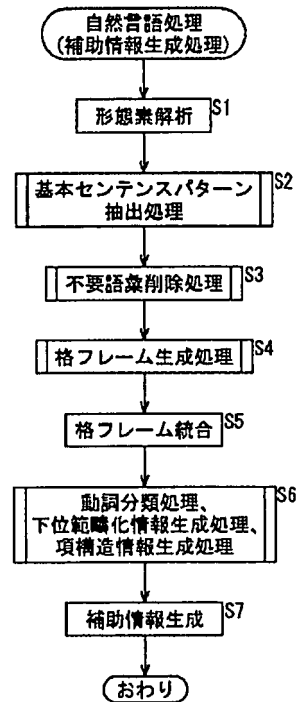 自然言語処理
(補助情報生成処理)
形態素解析 S1
基本センテンスパターン S2
抽出処理
不要語彙削除処理 S3
格フレーム生成処理 S4
格フレーム統合 S5
動詞分類処理、 S6
下位範疇化情報生成処理、
項構造情報生成処理
補助情報生成 S7
おわり